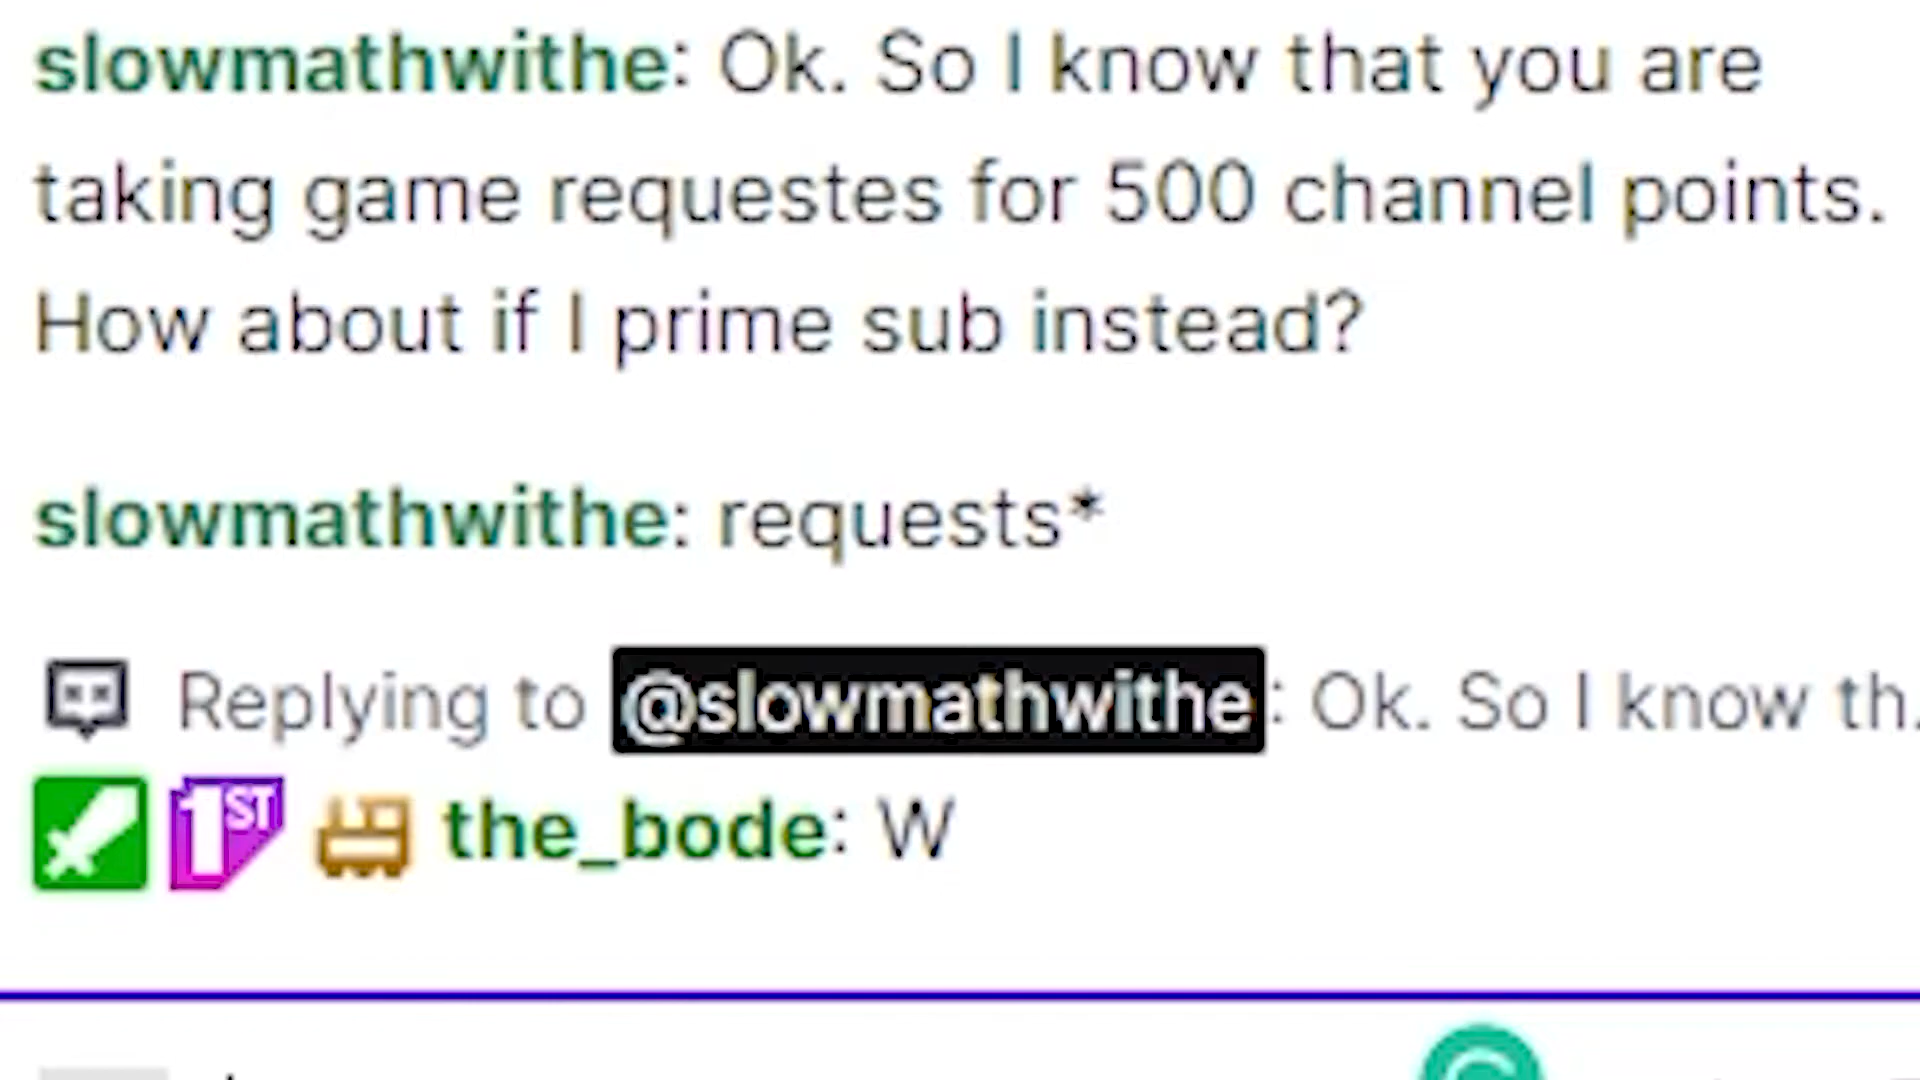 slowmathwithe: Ok. So I know that you are
taking game requestes for 500 channel points.
How about if I prime sub instead?
slowmathwithe: requests*
Replying to @slowmathwithe: Ok. So I know th.
1ST the_bode: W